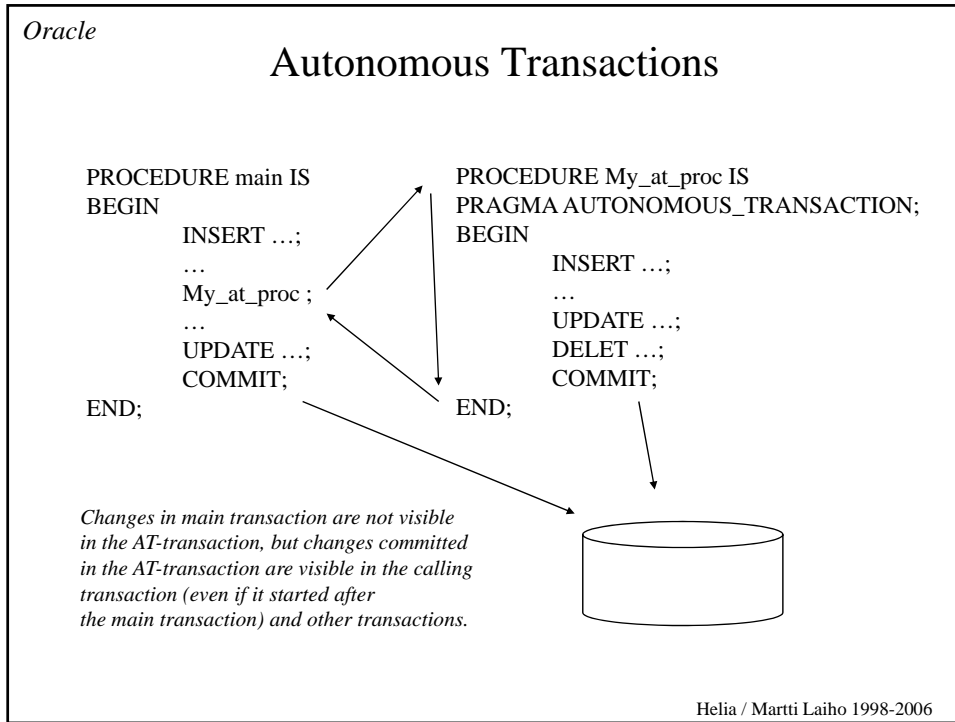 Oracle
Autonomous Transactions
PROCEDURE main IS
BEGIN
INSERT …;
…
My_at_proc ;
…
UPDATE …;
COMMIT;
END;
PROCEDURE My_at_proc IS
PRAGMA AUTONOMOUS_TRANSACTION;
BEGIN
INSERT …;
…
UPDATE …;
DELET …;
COMMIT;
END;
Changes in main transaction are not visible
in the AT-transaction, but changes committed
in the AT-transaction are visible in the calling
transaction (even if it started after
the main transaction) and other transactions.
Helia / Martti Laiho 1998-2006